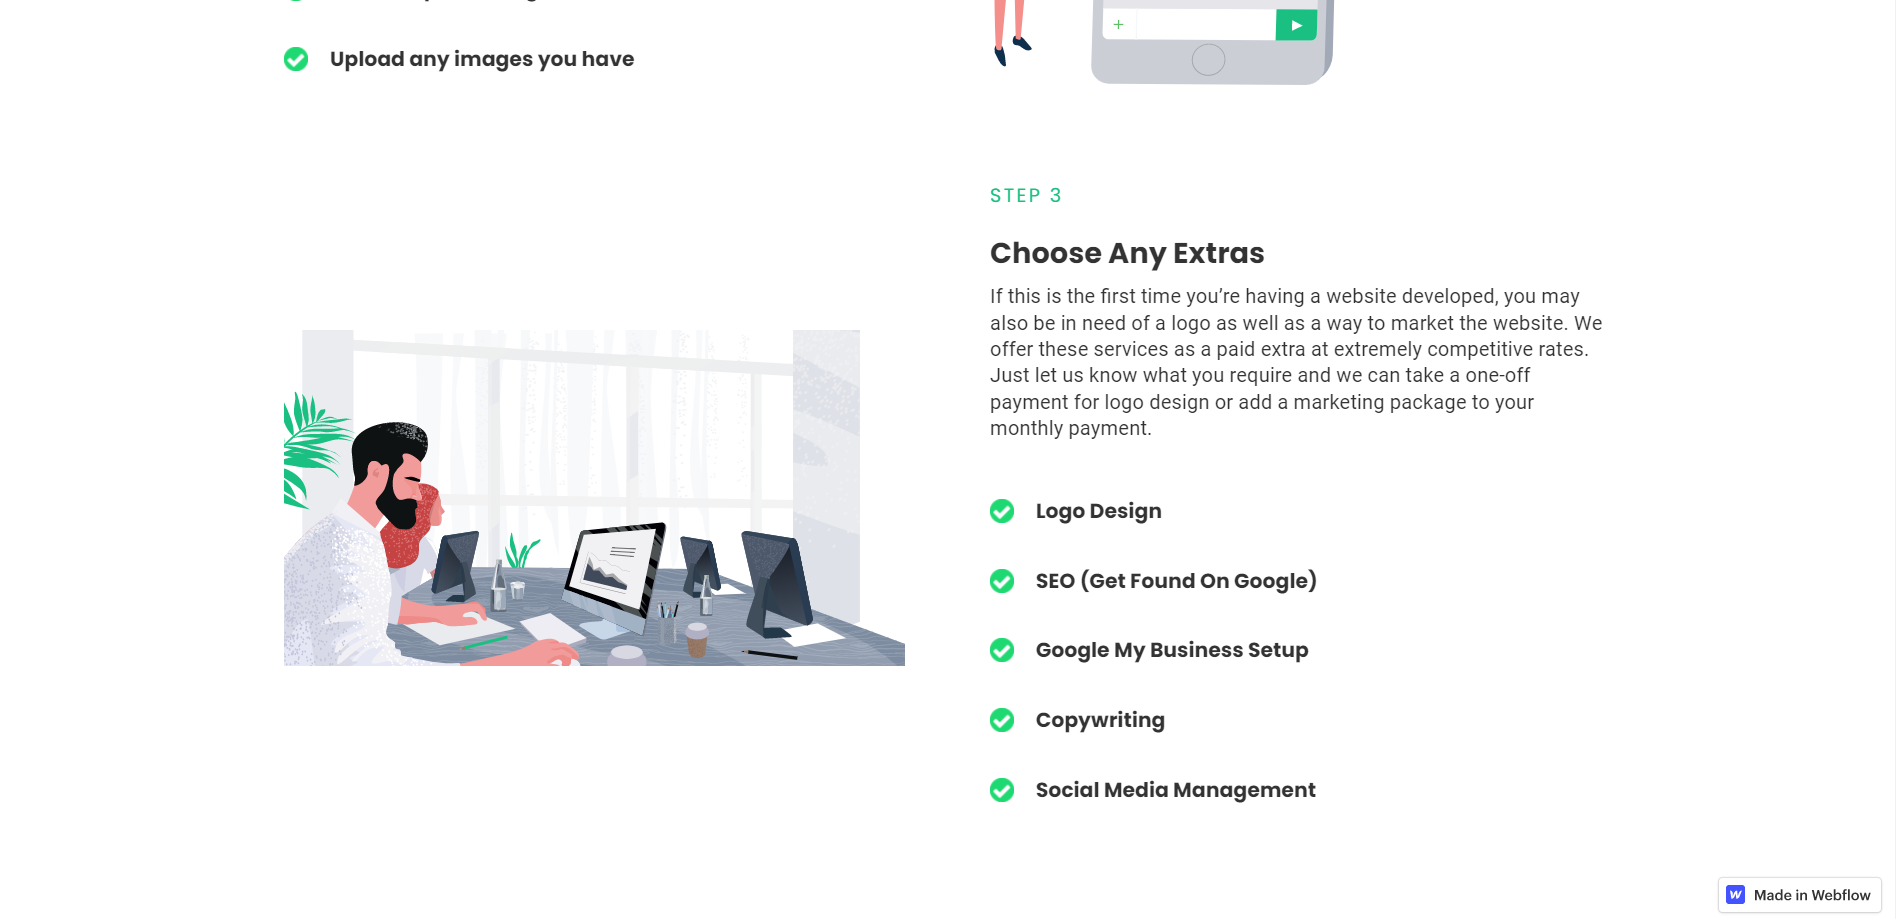 Upload any images you have
STEP 3
Choose Any Extras
If this is the first time you’re having a website developed, you may
also be in need of a logo as well as a way to market the website. We
offer these services as a paid extra at extremely competitive rates.
Just let us know what you require and we can take a one-off
payment for logo design or add a marketing package to your
monthly payment.
Logo Design
SEO (Get Found On Google)
Google My Business Setup
Copywriting
Social Media Management
Made in Webflow